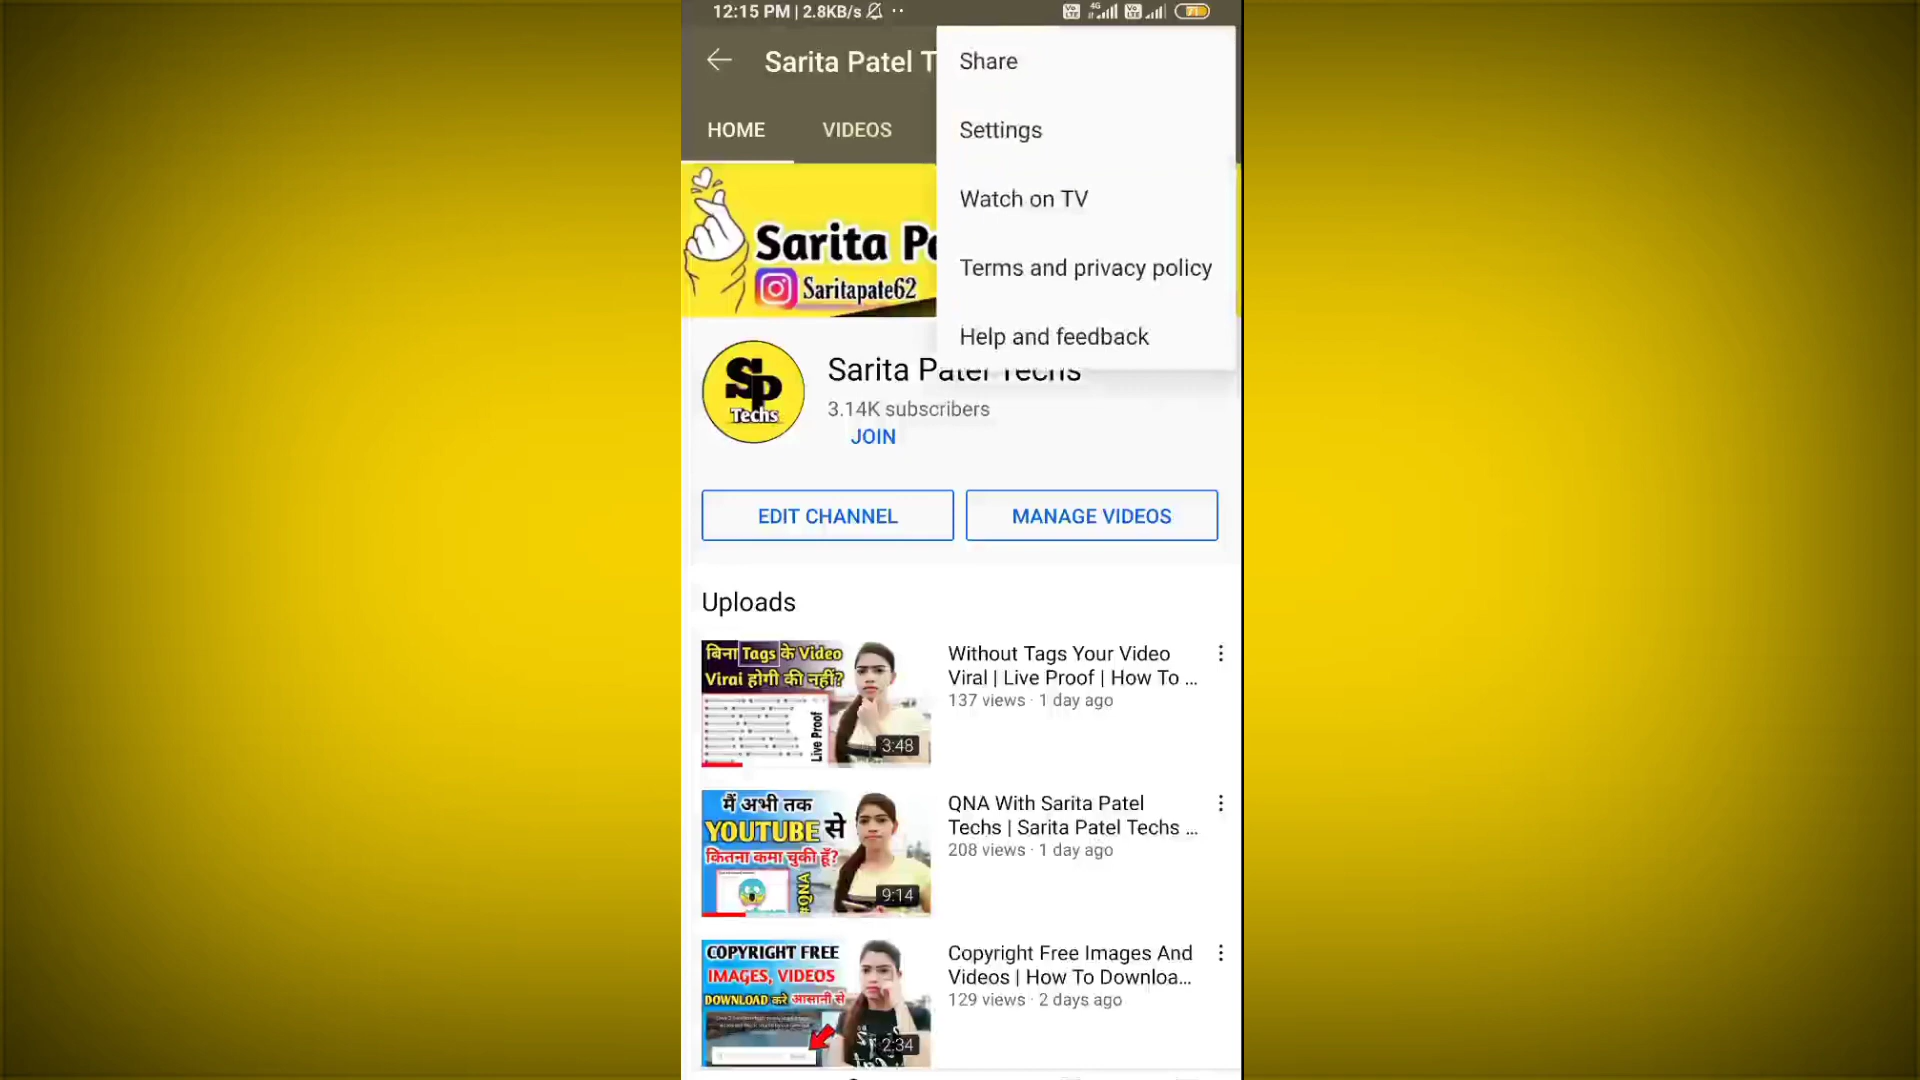 12:15 PM | 2.8KB/s
Sarita Patel T
Share
HOME
VIDEOS
Settings
Watch on TV
Terms and privacy policy
Help and feedback
Sarita Pa
Saritapate62
Sp
Techs
Sarita Patel Techs
3.14K subscribers
JOIN
EDIT CHANNEL
MANAGE VIDEOS
Uploads
बिना Tags के Video
Viral होगी की नहीं?
Live Proof
3:48
Without Tags Your Video
Viral | Live Proof | How To ...
137 views · 1 day ago
मैं अभी तक
YOUTUBE से
कितना कमा चुकी हूँ?
#QNA
9:14
QNA With Sarita Patel
Techs | Sarita Patel Techs ...
208 views · 1 day ago
COPYRIGHT FREE
IMAGES, VIDEOS
DOWNLOAD करे आसानी से
2:34
Copyright Free Images And
Videos | How To Downloa...
129 views · 2 days ago